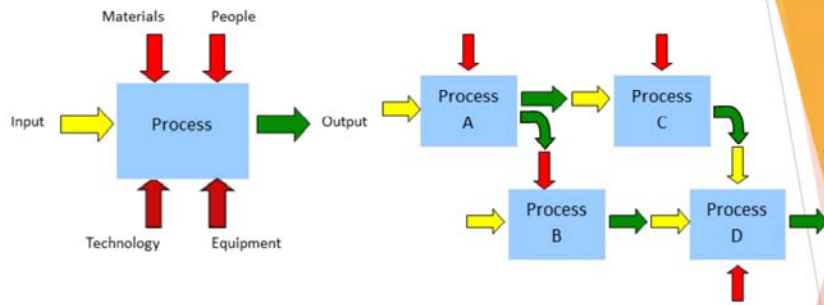 Materials
People
Input
Process
Output
Technology
Equipment
Process
A
Process
C
Process
B
Process
D